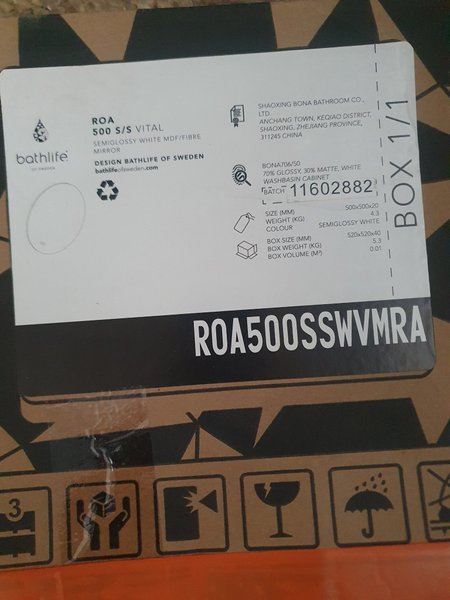 bathlife
OF SWEDEN
ROA
500 S/S VITAL
SEMIGLOSSY WHITE MDF/FIBRE
MIRROR
DESIGN BATHLIFE OF SWEDEN
bathlifeofsweden.com
SHAOXING BONA BATHROOM CO.,
LTD.
ANCHANG TOWN, KEQIAO DISTRICT,
SHAOXING, ZHEJIANG PROVINCE,
311245 CHINA
BONA706/50
70% GLOSSY, 30% MATTE, WHITE
WASHBASIN CABINET
BATCH 11602882
SIZE (MM) 500x500x20
WEIGHT (KG) 4.3
COLOUR SEMIGLOSSY WHITE
BOX SIZE (MM) 520x520x40
BOX WEIGHT (KG) 5.3
BOX VOLUME (M³) 0.01
BOX 1/1
ROA500SSWVMRA
3